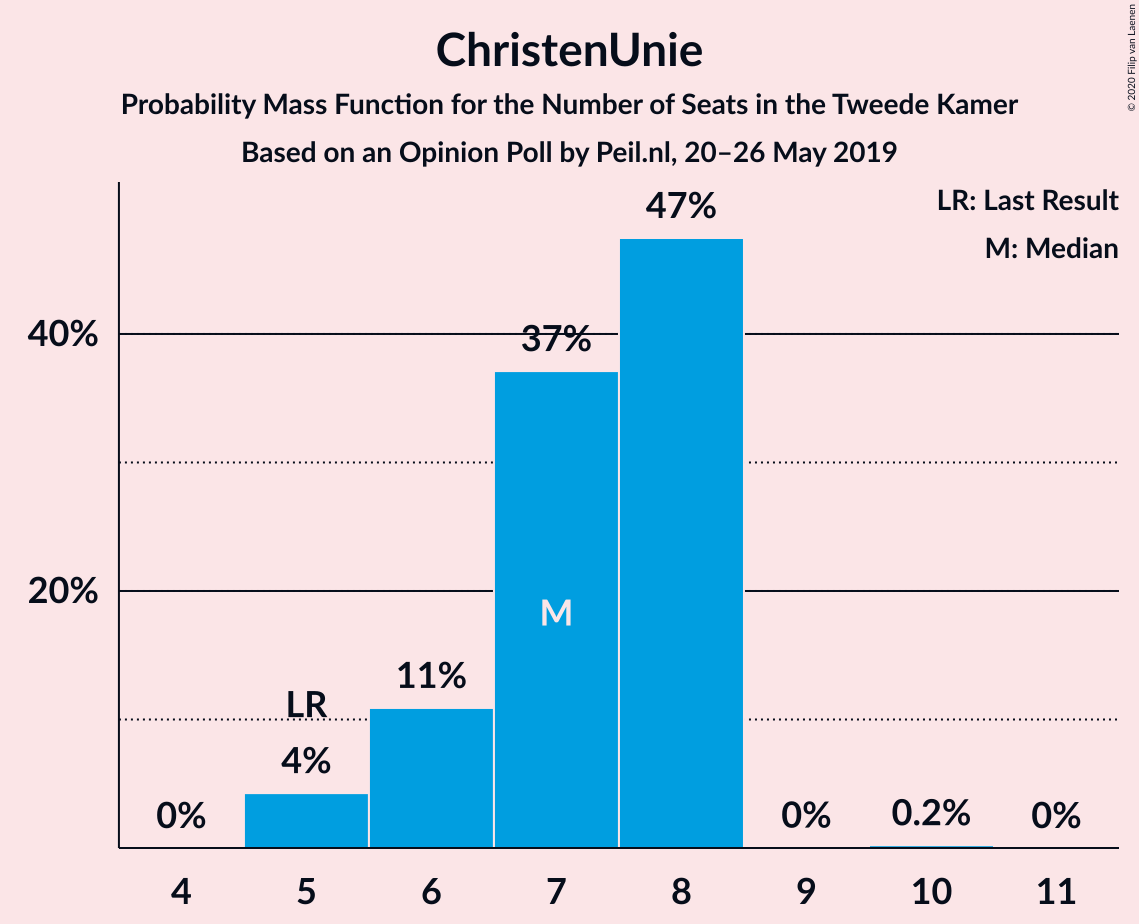 ChristenUnie
Probability Mass Function for the Number of Seats in the Tweede Kamer
Based on an Opinion Poll by Peil.nl, 20–26 May 2019
© 2020 Filip van Laenen
LR: Last Result
M: Median
47%
40%
37%
20%
M
11%
LR
4%
0%
0%
0.2%
0%
4 5 6 7 8 9 10 11